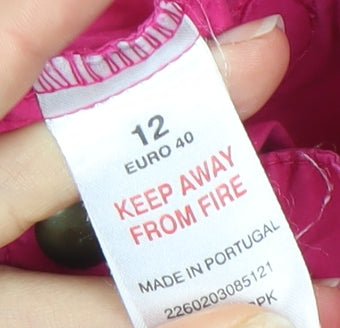 12
EURO 40
KEEP AWAY
FROM FIRE
MADE IN PORTUGAL
2260203085121